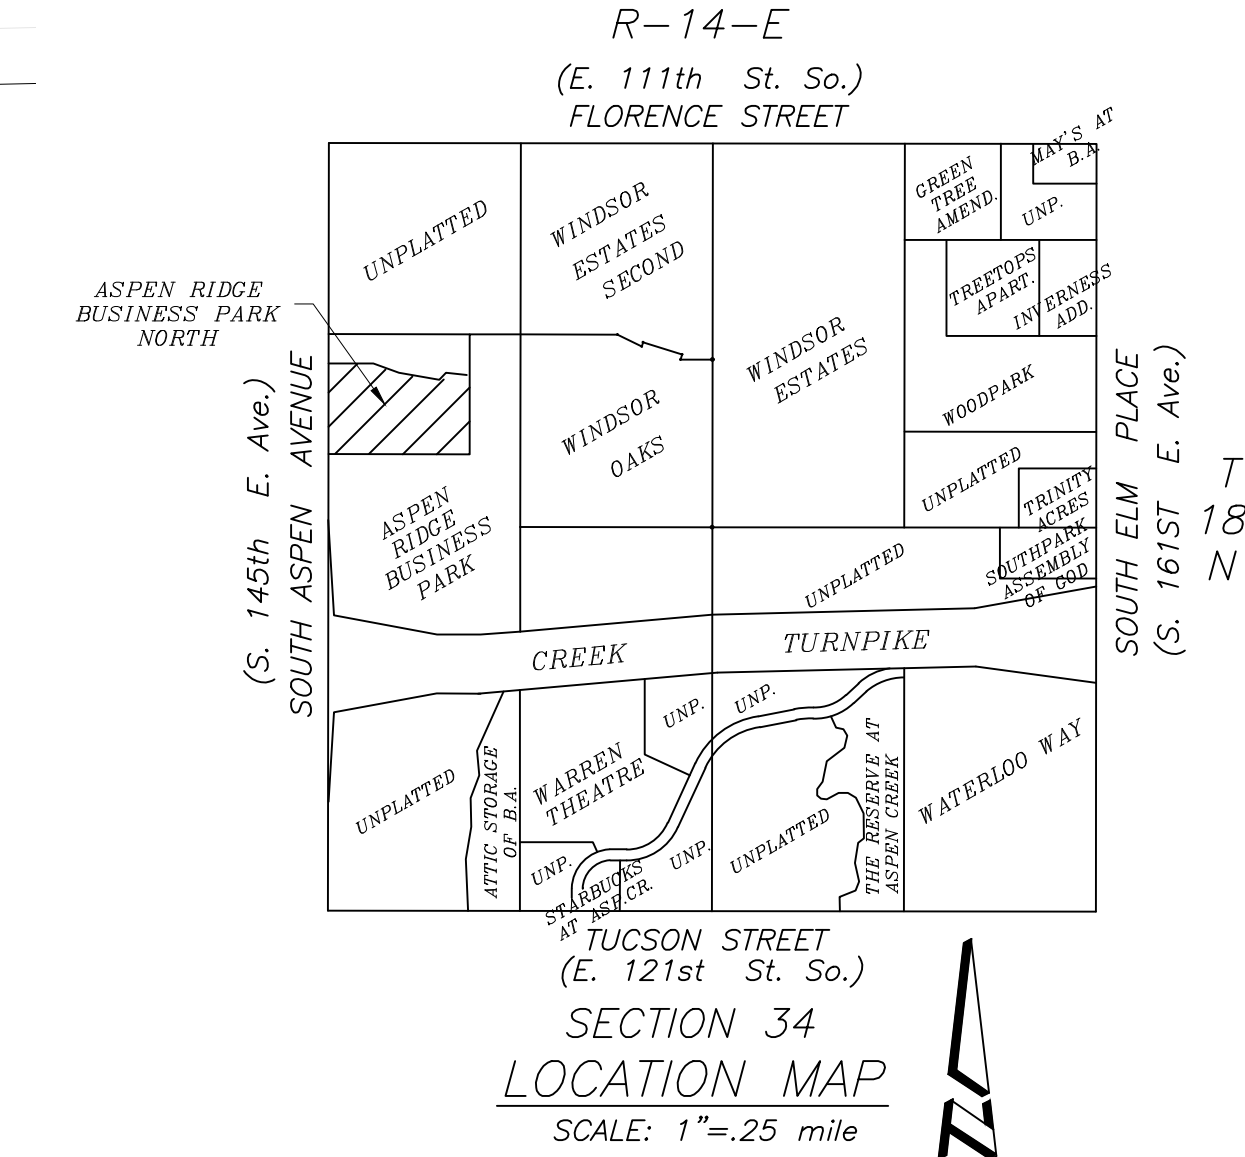 R-14-E
(E. 111th St. So.)
FLORENCE STREET
UNPLATTED
WINDSOR
ESTATES
SECOND
GREEN
TREE
AMEND.
MAY'S AT
B.A.
UNP.
TREETOPS
APART.
INVERNESS
ADD.
ASPEN RIDGE
BUSINESS PARK
NORTH
WINDSOR
ESTATES
WINDSOR
OAKS
WOODPARK
UNPLATTED
TRINITY
ACRES
(S. 145th E. Ave.)
SOUTH ASPEN AVENUE
ASPEN
RIDGE
BUSINESS
PARK
UNPLATTED
SOUTHPARK
ASSEMBLY
OF GOD
SOUTH ELM PLACE
(S. 161ST E. Ave.)
T
18
N
CREEK TURNPIKE
UNPLATTED
ATTIC STORAGE
OF B.A.
WARREN
THEATRE
UNP.
UNP.
UNP.
STARBUCKS
AT ASP.CR.
UNP.
UNPLATTED
THE RESERVE AT
ASPEN CREEK
WATERLOO WAY
TUCSON STREET
(E. 121st St. So.)
SECTION 34
LOCATION MAP
SCALE: 1"=.25 mile